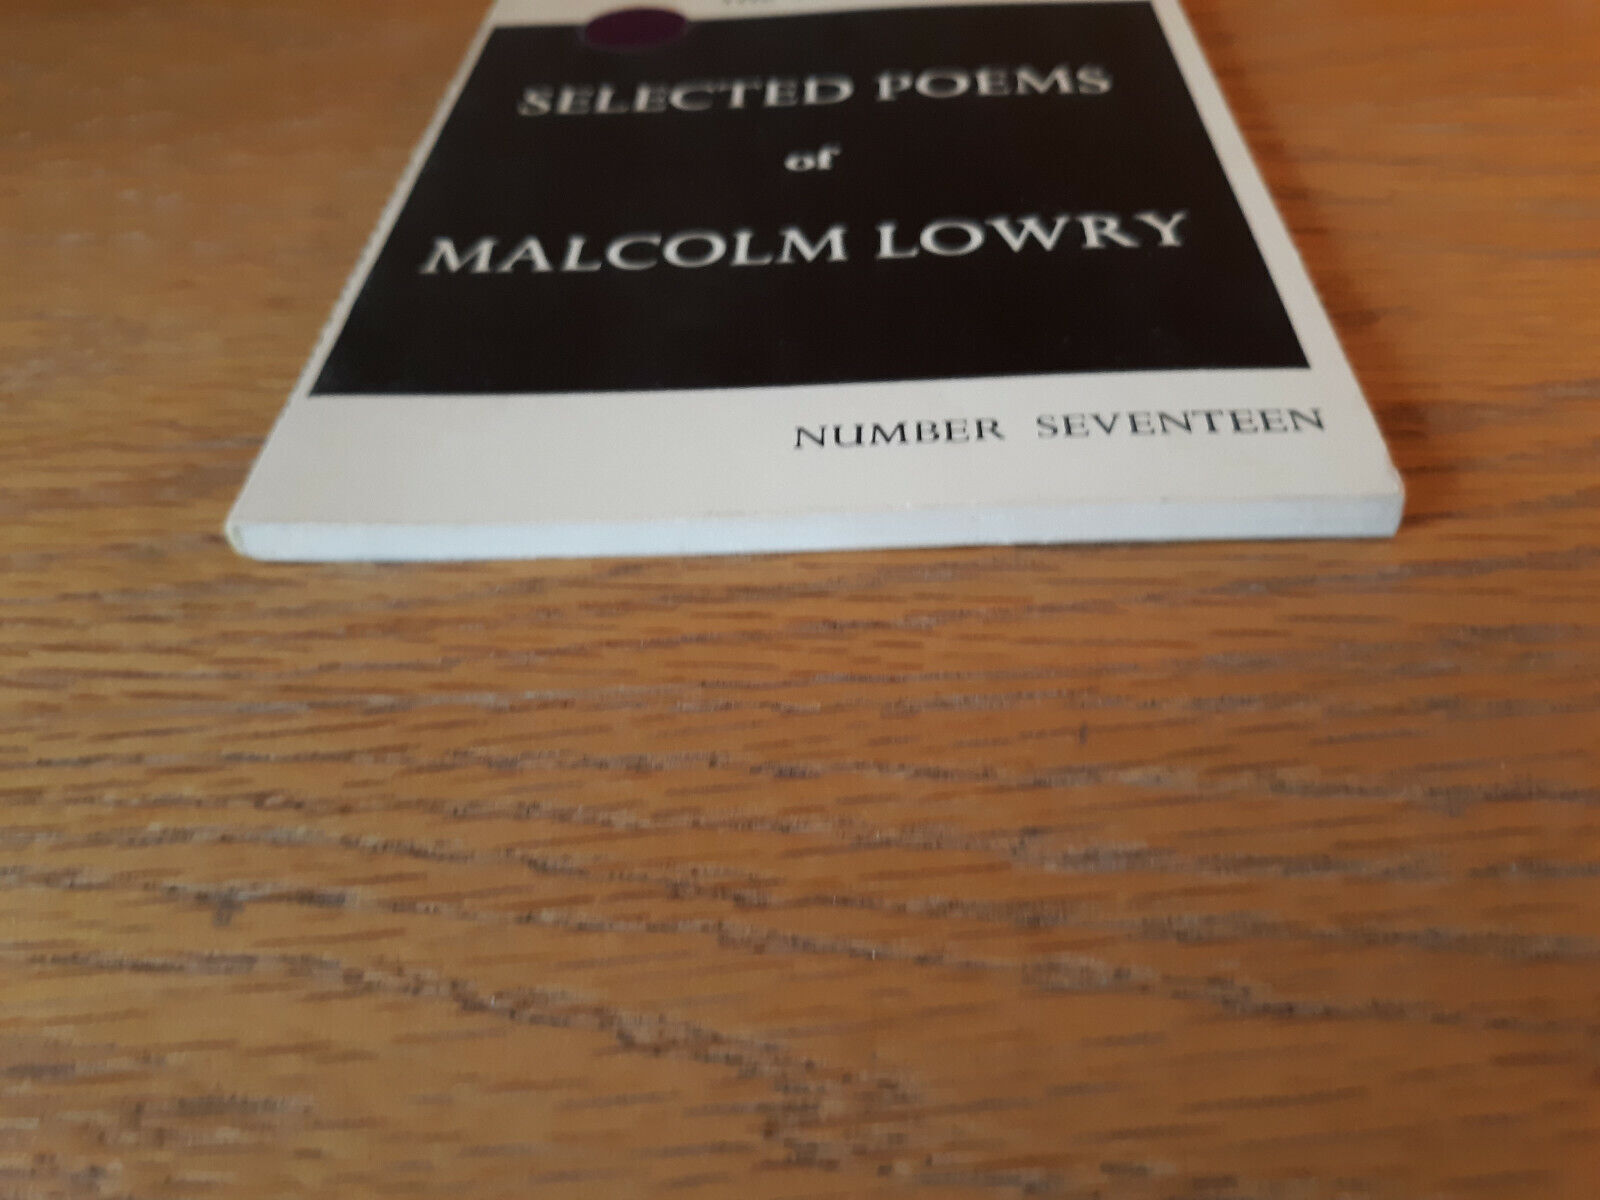 SELECTED POEMS
of
MALCOLM LOWRY
NUMBER SEVENTEEN